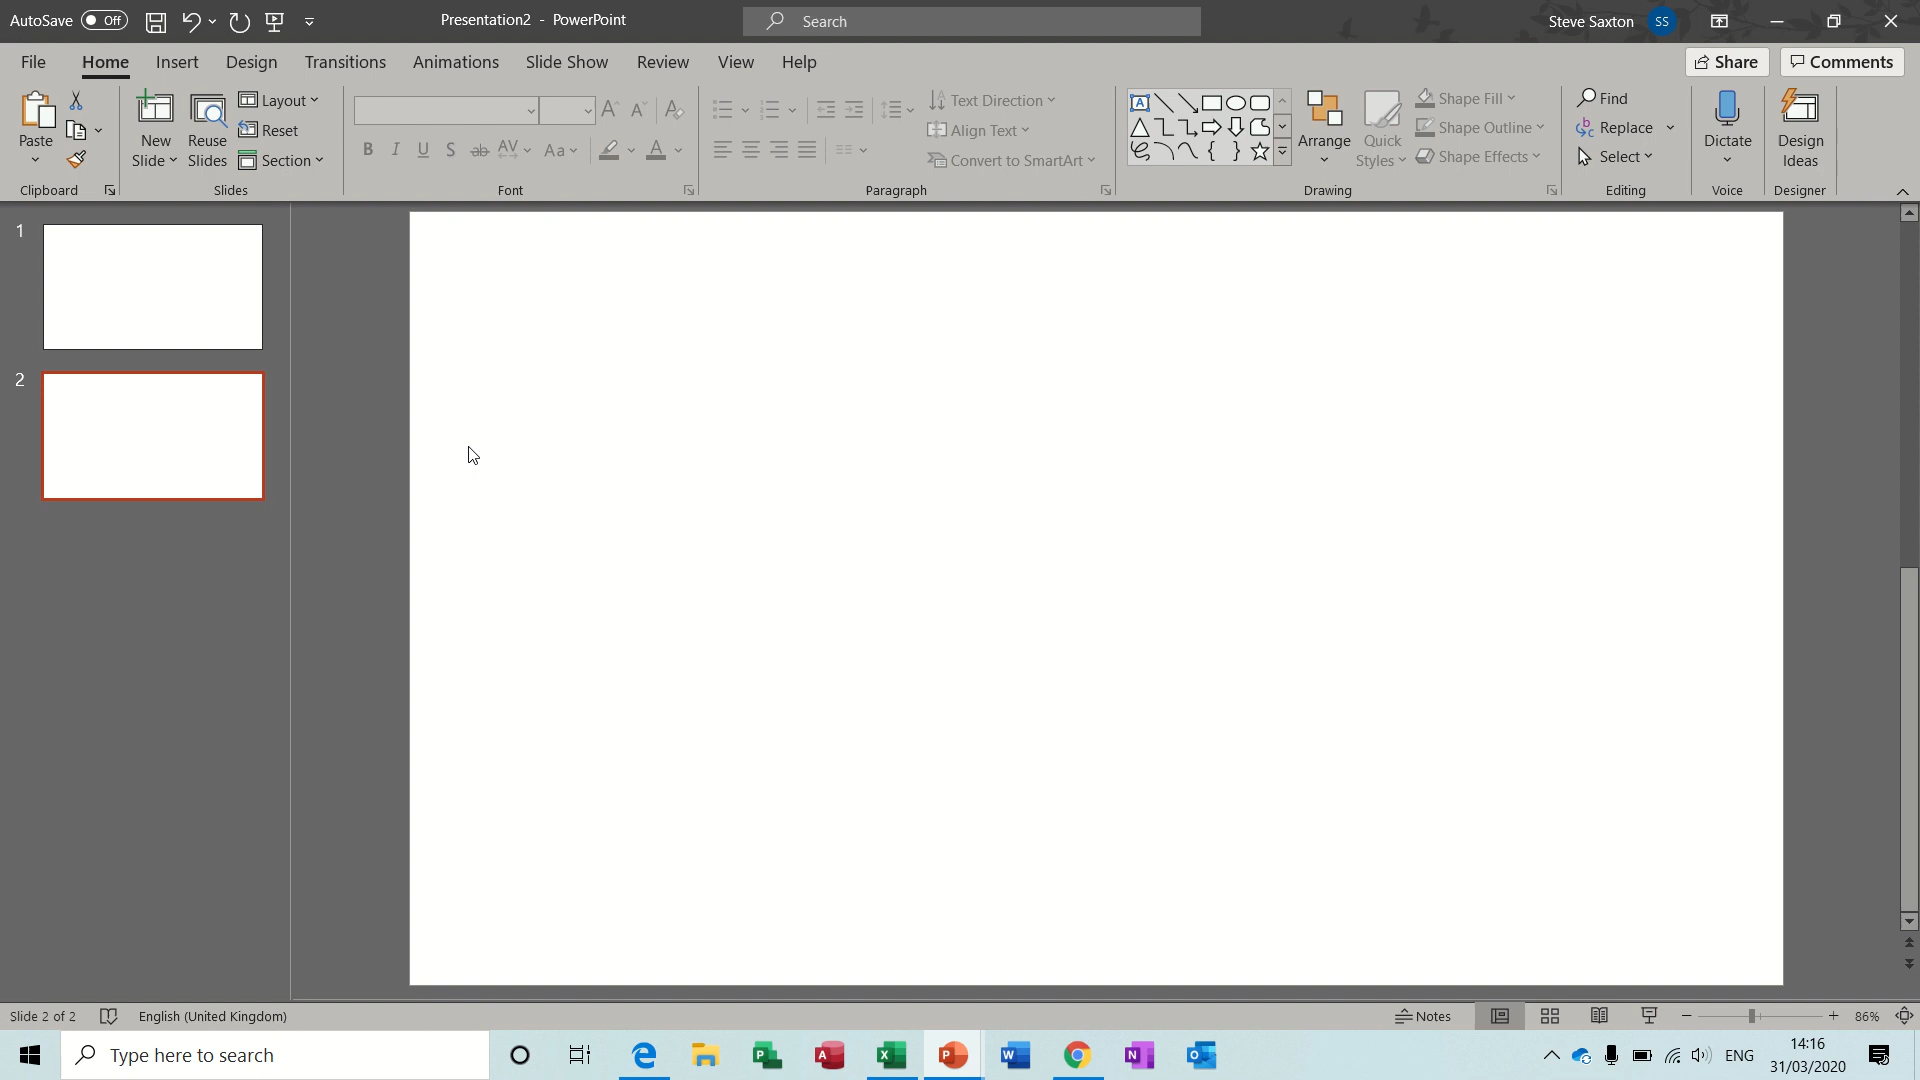 AutoSave Off Presentation2 - PowerPoint Search Steve Saxton SS
File Home Insert Design Transitions Animations Slide Show Review View Help Share Comments
Paste
Clipboard
New Slide
Reuse Slides
Layout
Reset
Section
Slides
B I U S ab AV Aa A
Font
Text Direction
Align Text
Convert to SmartArt
Paragraph
Arrange
Quick Styles
Shape Fill
Shape Outline
Shape Effects
Drawing
Find
Replace
Select
Editing
Dictate
Voice
Design Ideas
Designer
1
2
Slide 2 of 2 English (United Kingdom) Notes 86%
Type here to search ENG 14:16
31/03/2020